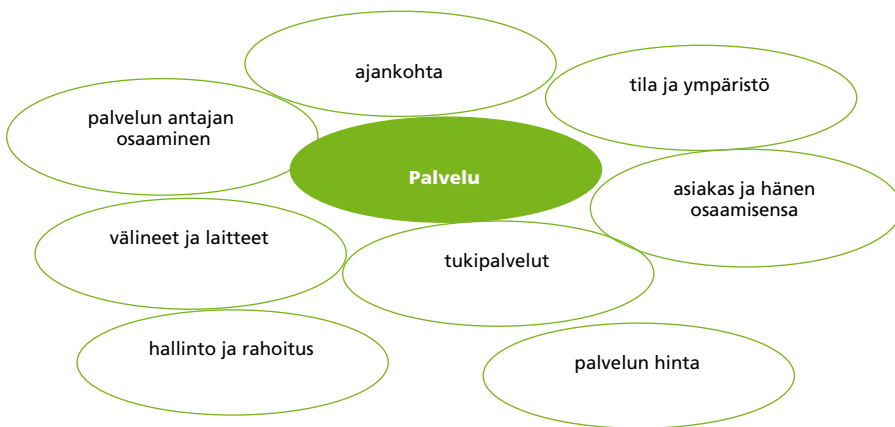 ajankohta
tila ja ympäristö
palvelun antajan
osaaminen
Palvelu
asiakas ja hänen
osaamisensa
välineet ja laitteet
tukipalvelut
hallinto ja rahoitus
palvelun hinta